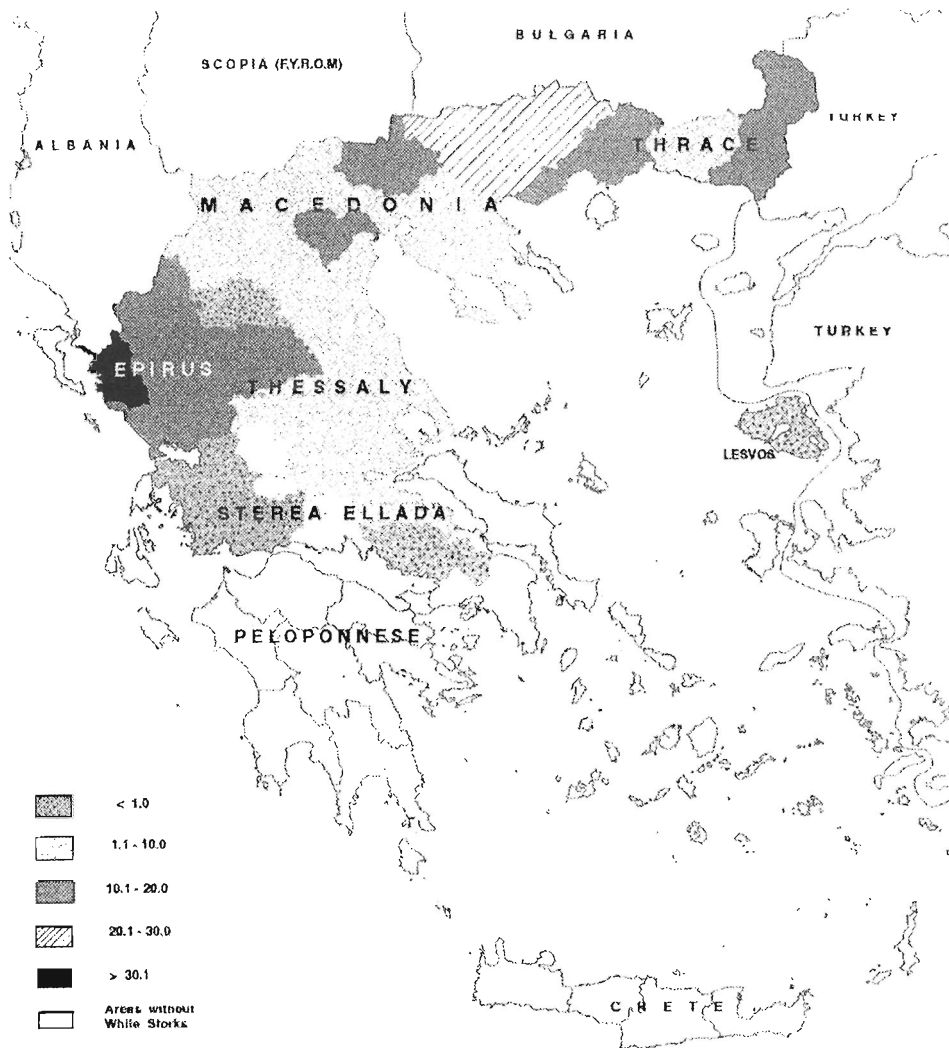 BULGARIA
SCOPIA (F.Y.R.O.M)
TURKEY
ALBANIA
THRACE
MACEDONIA
TURKEY
EPIRUS
THESSALY
LESVOS
STEREA ELLADA
PELOPONNESE
< 1.0
1.1 - 10.0
10.1 - 20.0
20.1 - 30.0
> 30.1
Areas without
White Storks
CRETE